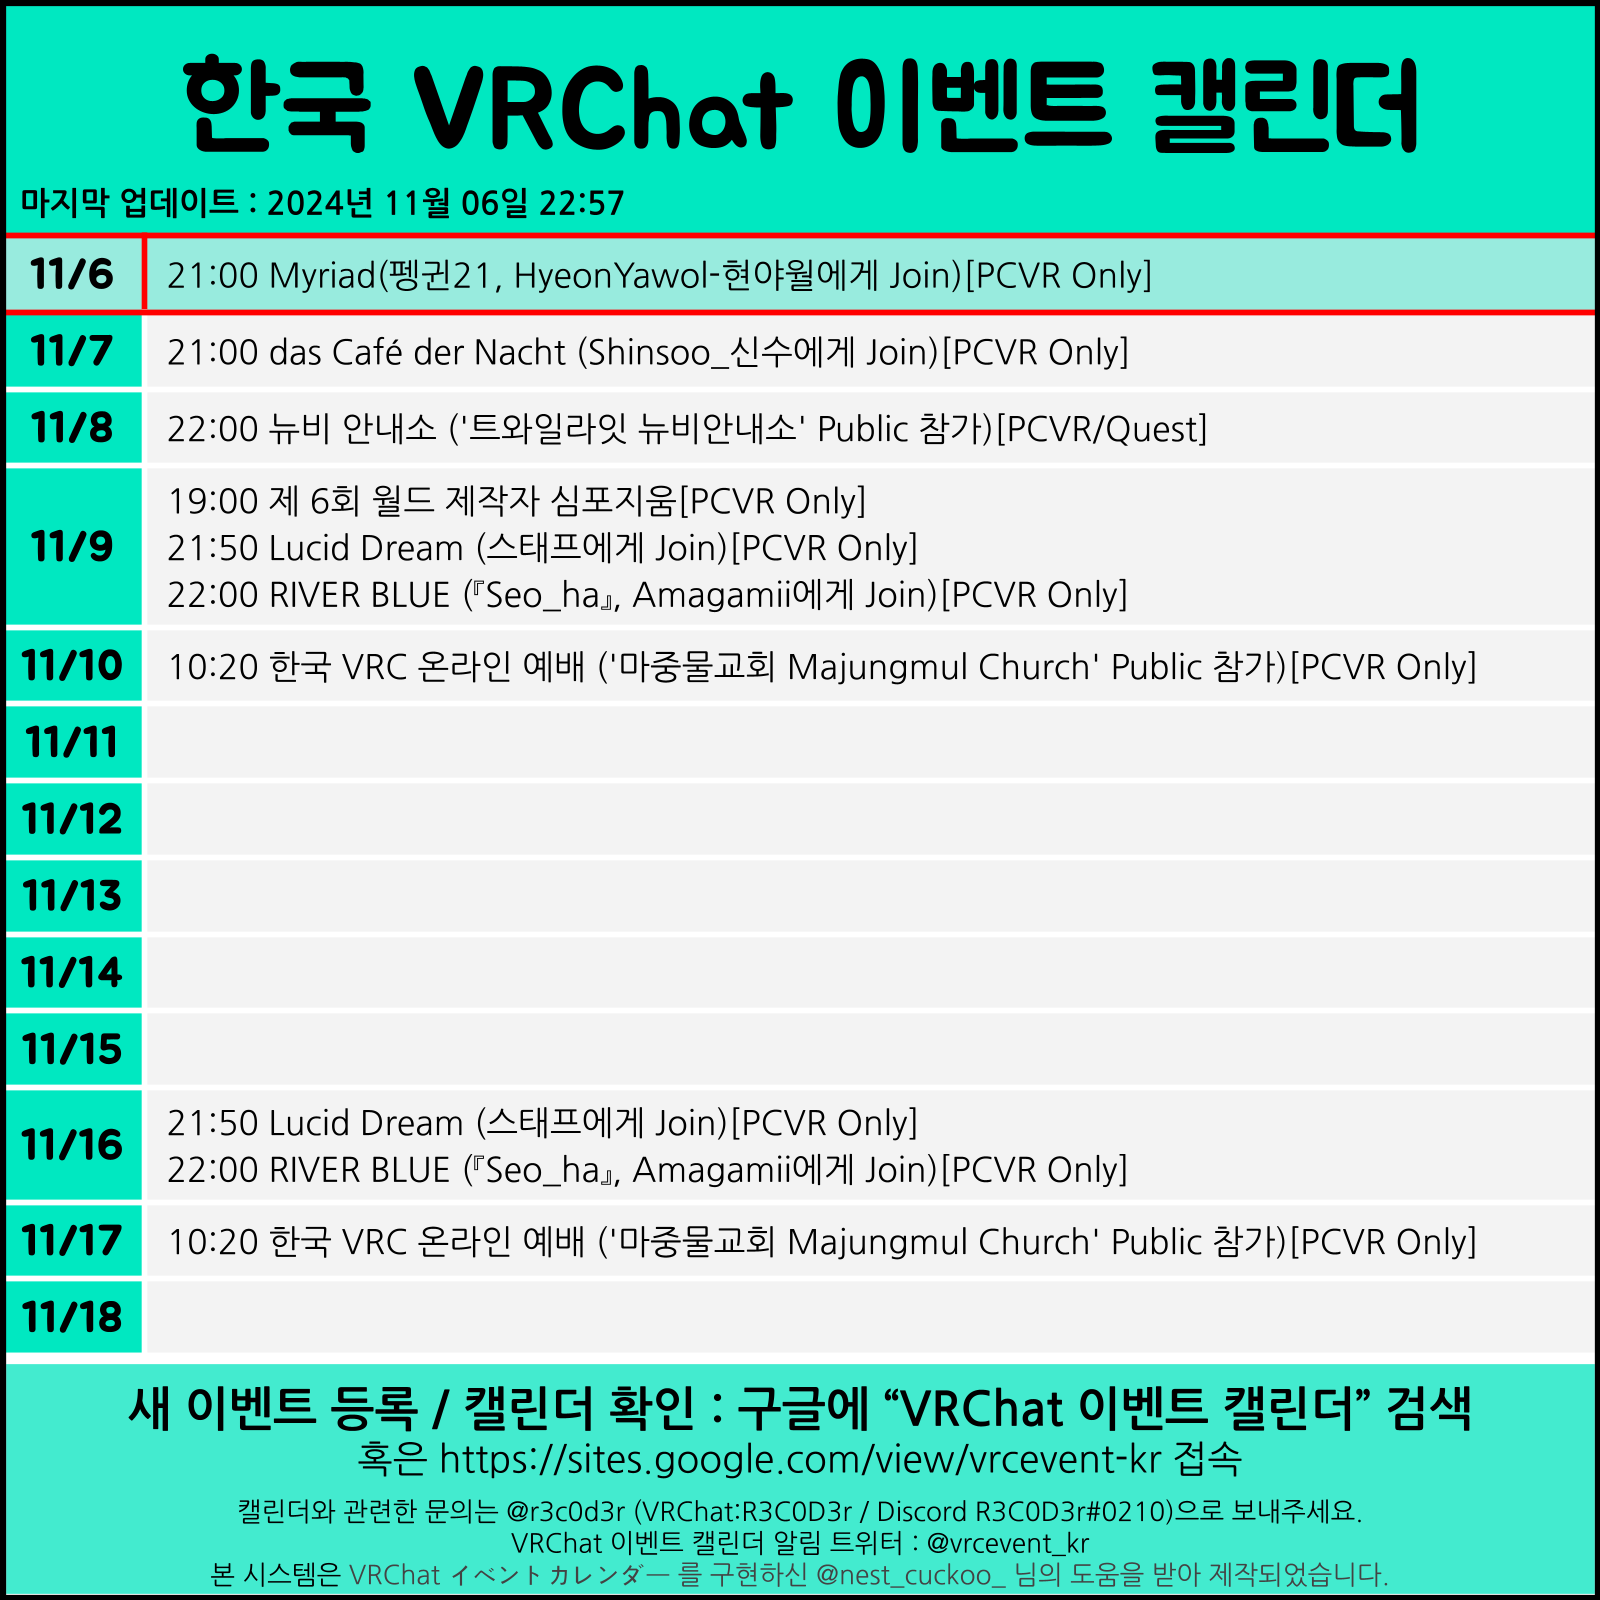 한국 VRChat 이벤트 캘린더
마지막 업데이트 : 2024년 11월 06일 22:57
11/6 21:00 Myriad(펭귄21, HyeonYawol-현야월에게 Join)[PCVR Only]
11/7 21:00 das Café der Nacht (Shinsoo_신수에게 Join)[PCVR Only]
11/8 22:00 뉴비 안내소 ('트와일라잇 뉴비안내소' Public 참가)[PCVR/Quest]
11/9
19:00 제 6회 월드 제작자 심포지움[PCVR Only]
21:50 Lucid Dream (스태프에게 Join)[PCVR Only]
22:00 RIVER BLUE (『Seo_ha』, Amagamii에게 Join)[PCVR Only]
11/10 10:20 한국 VRC 온라인 예배 ('마중물교회 Majungmul Church' Public 참가)[PCVR Only]
11/11
11/12
11/13
11/14
11/15
11/16
21:50 Lucid Dream (스태프에게 Join)[PCVR Only]
22:00 RIVER BLUE (『Seo_ha』, Amagamii에게 Join)[PCVR Only]
11/17 10:20 한국 VRC 온라인 예배 ('마중물교회 Majungmul Church' Public 참가)[PCVR Only]
11/18
새 이벤트 등록 / 캘린더 확인 : 구글에 “VRChat 이벤트 캘린더” 검색
혹은 https://sites.google.com/view/vrcevent-kr 접속
캘린더와 관련한 문의는 @r3c0d3r (VRChat:R3C0D3r / Discord R3C0D3r#0210)으로 보내주세요.
VRChat 이벤트 캘린더 알림 트위터 : @vrcevent_kr
본 시스템은 VRChat イベントカレンダー 를 구현하신 @nest_cuckoo_ 님의 도움을 받아 제작되었습니다.